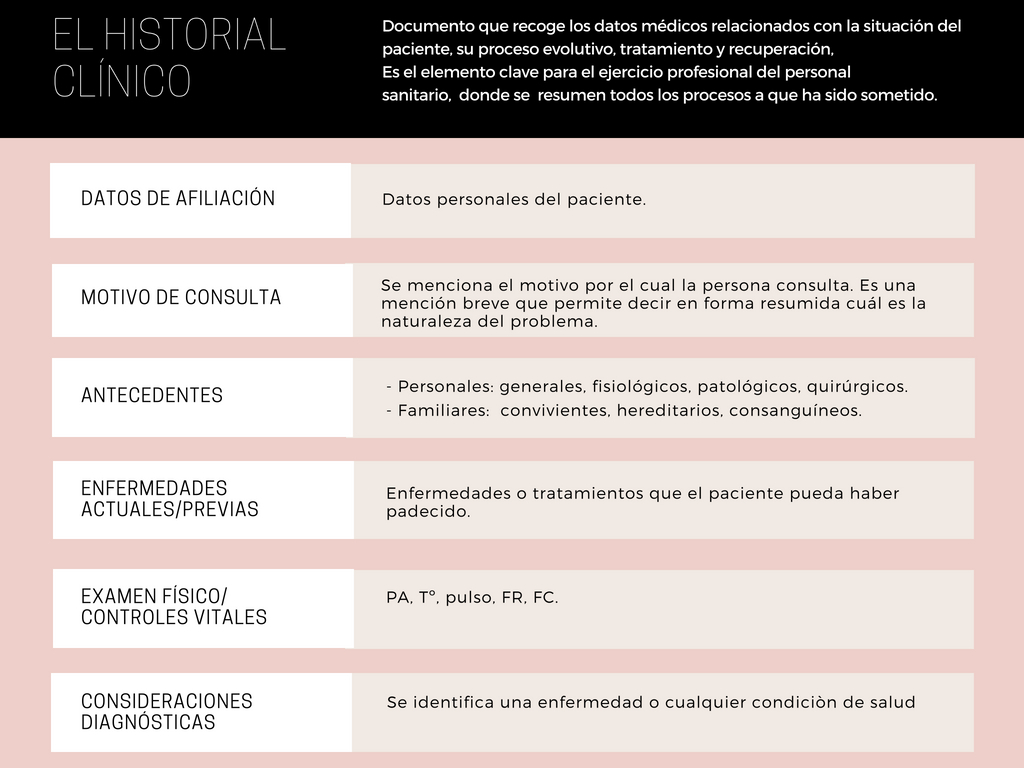 EL HISTORIAL
CLÍNICO
Documento que recoge los datos médicos relacionados con la situación del
paciente, su proceso evolutivo, tratamiento y recuperación,
Es el elemento clave para el ejercicio profesional del personal
sanitario,  donde se  resumen todos los procesos a que ha sido sometido.
DATOS DE AFILIACIÓN
Datos personales del paciente.
MOTIVO DE CONSULTA
Se menciona el motivo por el cual la persona consulta. Es una
mención breve que permite decir en forma resumida cuál es la
naturaleza del problema.
ANTECEDENTES
- Personales: generales, fisiológicos, patológicos, quirúrgicos.
- Familiares:  convivientes, hereditarios, consanguíneos.
ENFERMEDADES
ACTUALES/PREVIAS
Enfermedades o tratamientos que el paciente pueda haber
padecido.
EXAMEN FÍSICO/
CONTROLES VITALES
PA, Tº, pulso, FR, FC.
CONSIDERACIONES
DIAGNÓSTICAS
Se identifica una enfermedad o cualquier condiciòn de salud